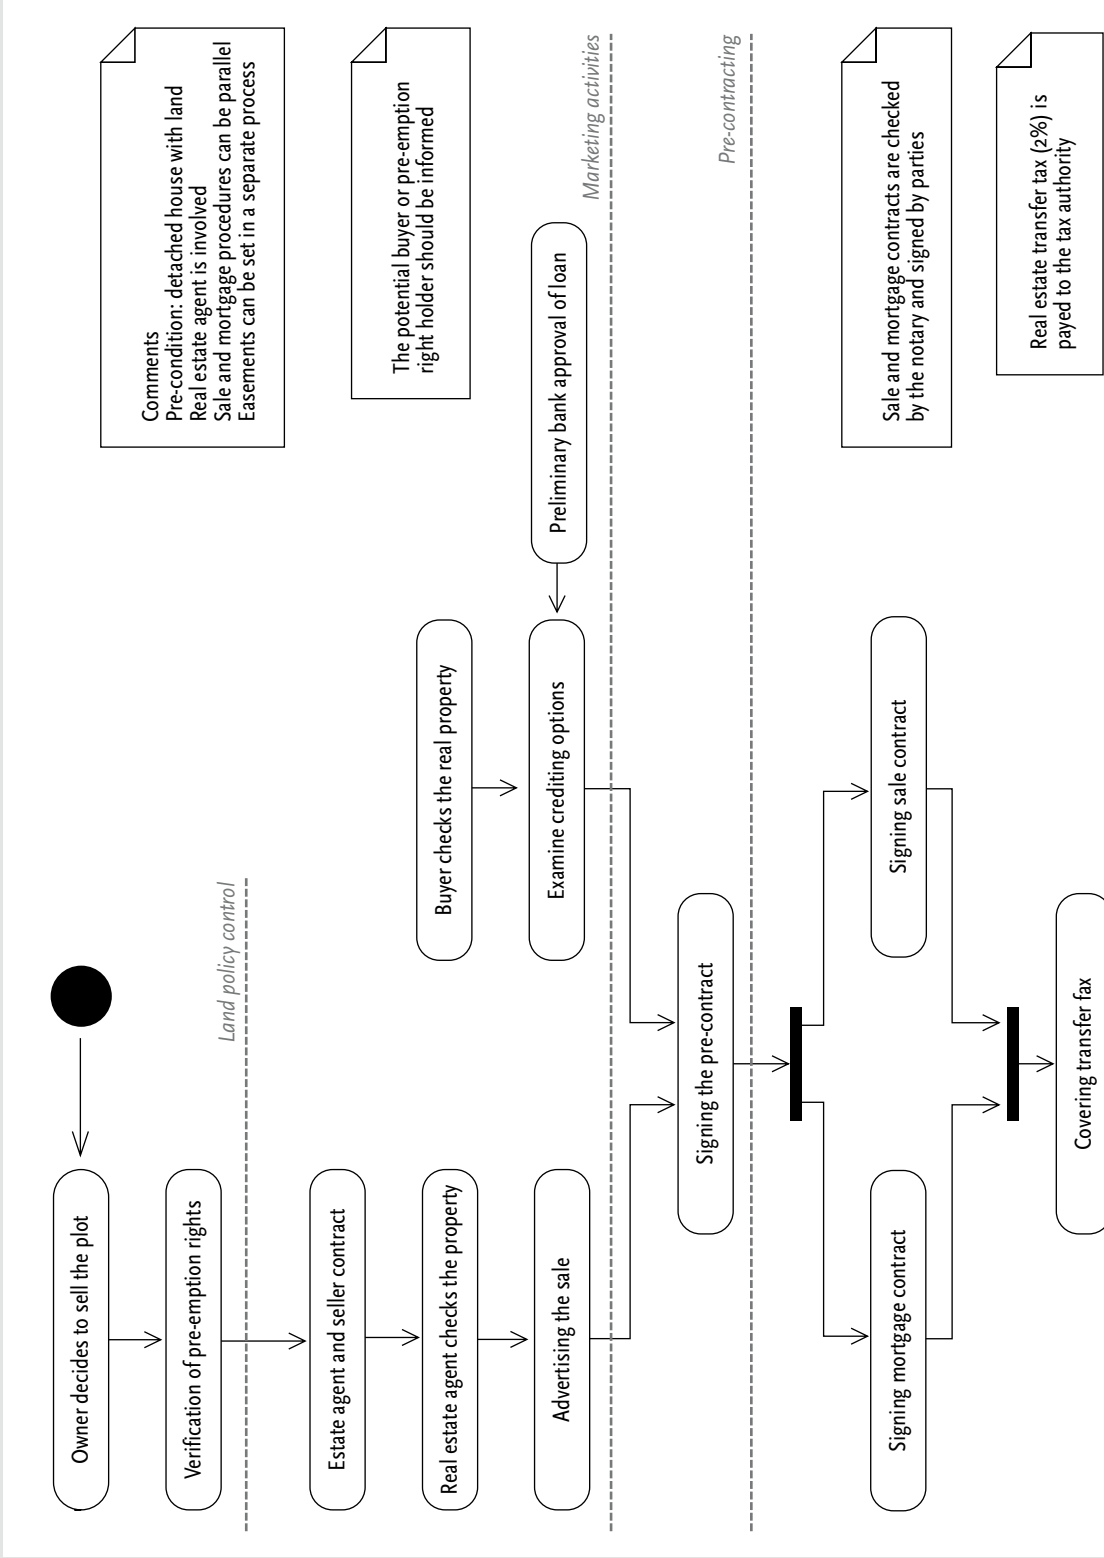 Comments
Pre-condition: detached house with land
Real estate agent is involved
Sale and mortgage procedures can be parallel
Easements can be set in a separate process
Owner decides to sell the plot
Verification of pre-emption rights
Land policy control
The potential buyer or pre-emption
right holder should be informed
Estate agent and seller contract
Real estate agent checks the property
Buyer checks the real property
Advertising the sale
Examine crediting options
Preliminary bank approval of loan
Marketing activities
Signing the pre-contract
Pre-contracting
Signing mortgage contract
Signing sale contract
Sale and mortgage contracts are checked
by the notary and signed by parties
Covering transfer fax
Real estate transfer tax (2%) is
payed to the tax authority